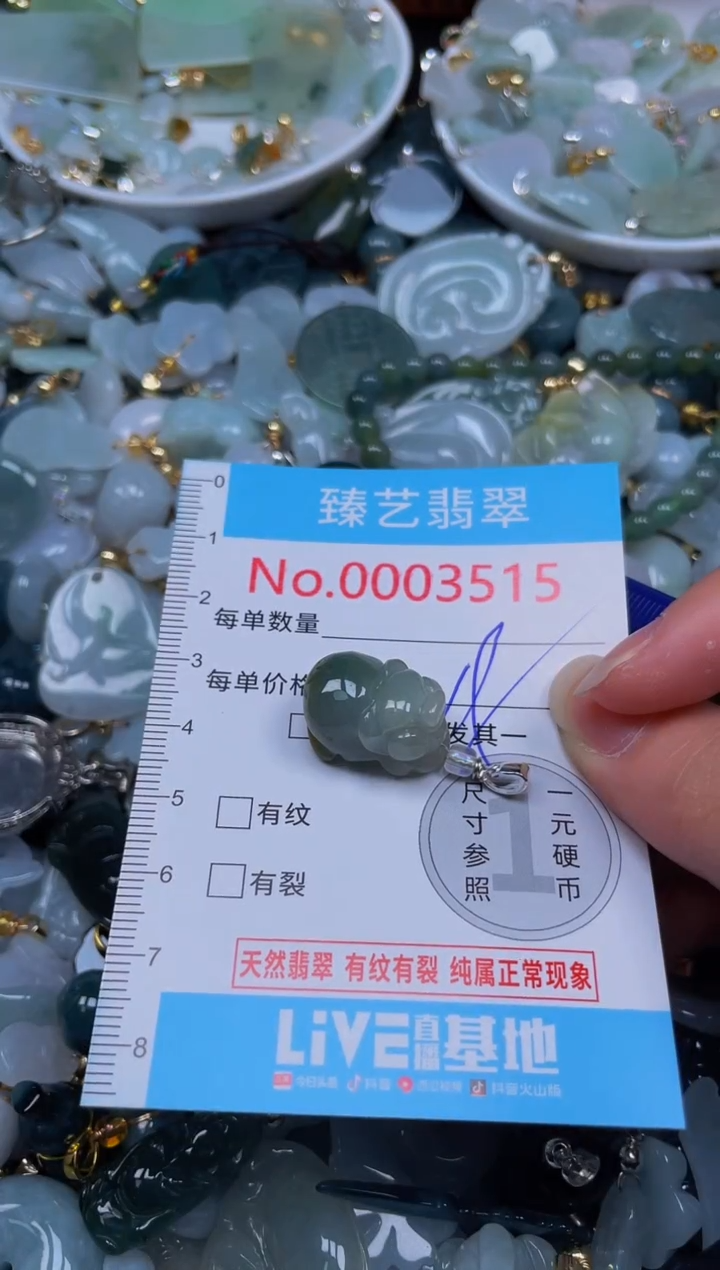 臻艺翡翠
No.0003515
每单数量
每单价格
发其一
有纹
有裂
尺寸参照
1
一元硬币
天然翡翠 有纹有裂 纯属正常现象
LiVE直播基地
今日头条 抖音 西瓜视频 抖音火山版
0
1
2
3
4
5
6
7
8